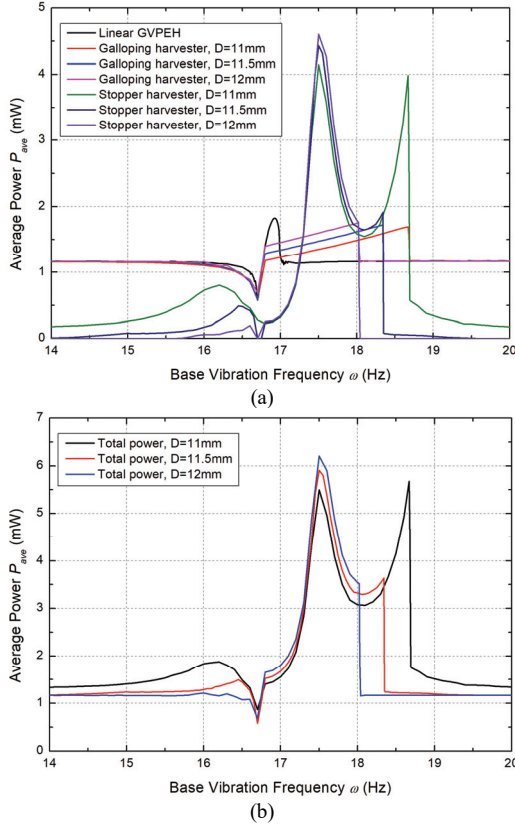 5
4
3
2
1
0
Average Power P_ave (mW)
Linear GVPEH
Galloping harvester, D=11mm
Galloping harvester, D=11.5mm
Galloping harvester, D=12mm
Stopper harvester, D=11mm
Stopper harvester, D=11.5mm
Stopper harvester, D=12mm
14 15 16 17 18 19 20
Base Vibration Frequency ω (Hz)
(a)
7
6
5
4
3
2
1
0
Average Power P_ave (mW)
Total power, D=11mm
Total power, D=11.5mm
Total power, D=12mm
14 15 16 17 18 19 20
Base Vibration Frequency ω (Hz)
(b)